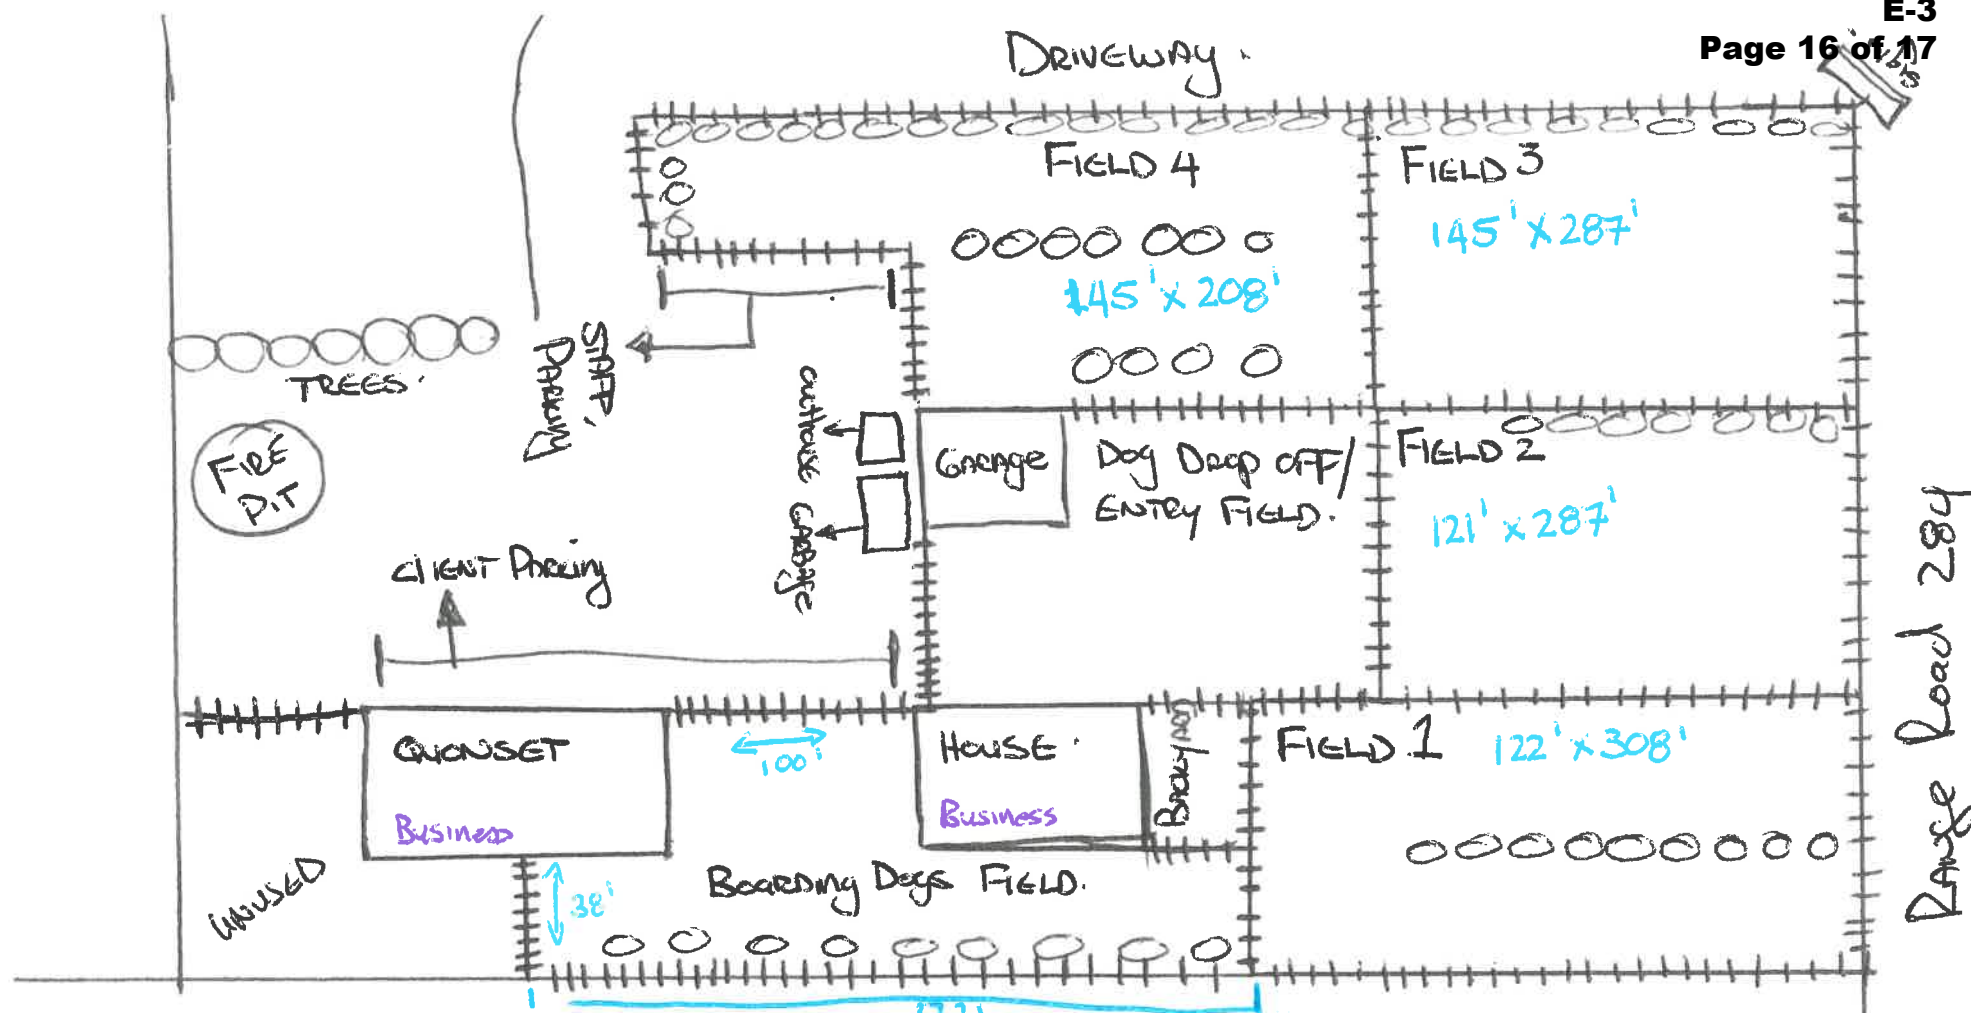 E-3
Page 16 of 17
DRIVEWAY.
FIELD 4
FIELD 3
145' x 287'
145' x 208'
STAFF
PARKING
TREES.
OUTHOUSE
GARAGE
DOG DROP OFF/
ENTRY FIELD.
FIELD 2
121' x 287'
FIRE
PIT
GARBAGE
CLIENT PARKING
Range Road 284
QUONSET
Business
100'
HOUSE.
Business
BACKYARD
FIELD 1
122' x 308'
UNUSED
38'
BOARDING DOGS FIELD.